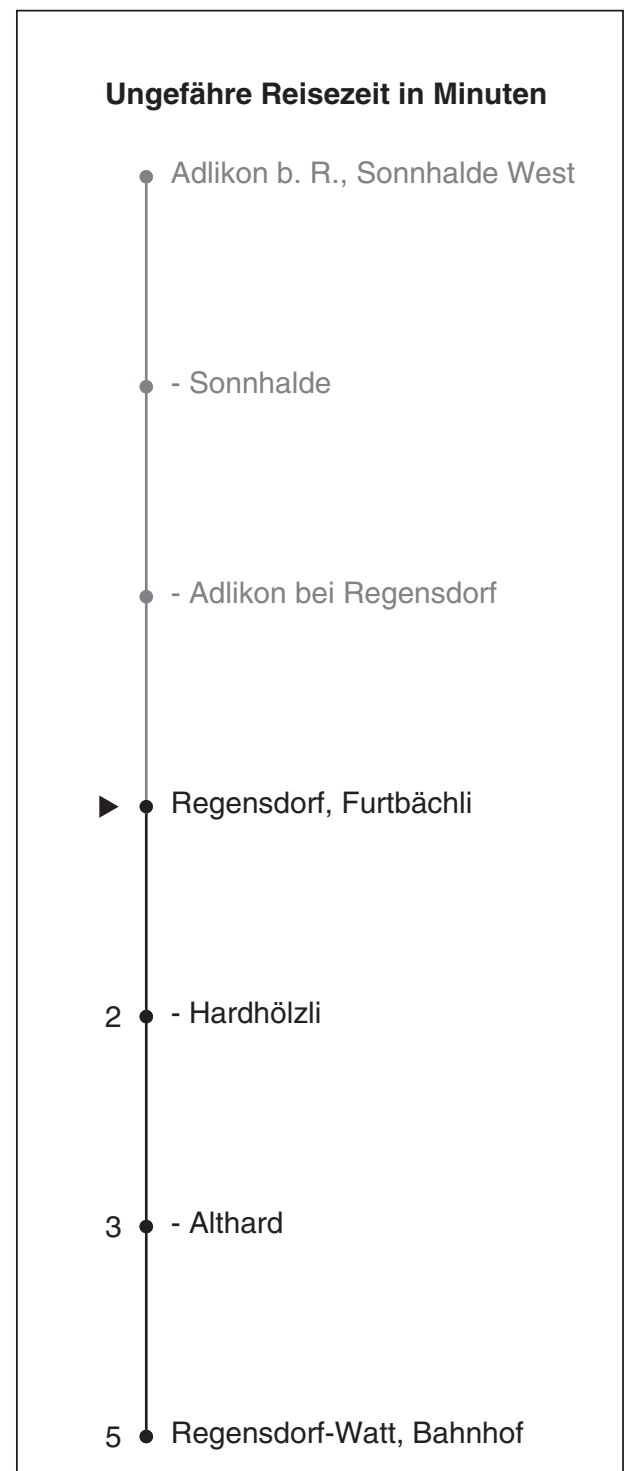 Ungefähre Reisezeit in Minuten
Adlikon b. R., Sonnhalde West
- Sonnhalde
- Adlikon bei Regensdorf
Regensdorf, Furtbächli
2 - Hardhölzli
3 - Althard
5 Regensdorf-Watt, Bahnhof